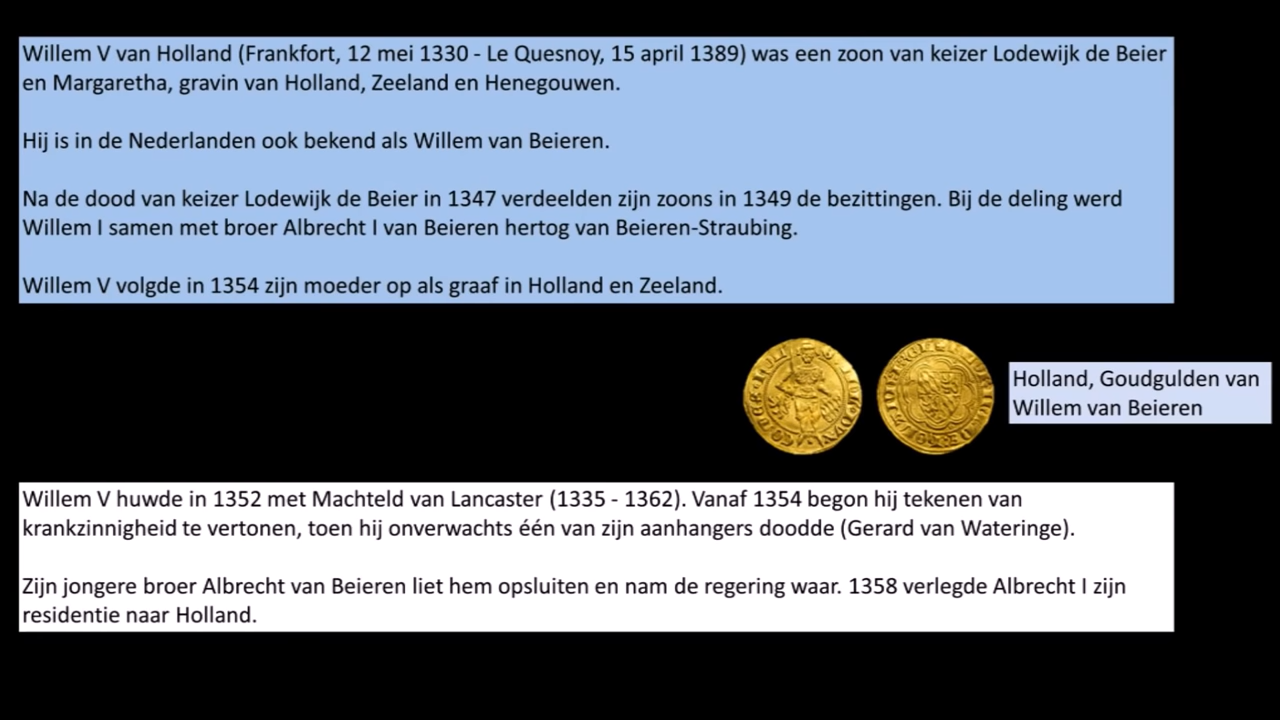 Willem V van Holland (Frankfort, 12 mei 1330 - Le Quesnoy, 15 april 1389) was een zoon van keizer Lodewijk de Beier
en Margaretha, gravin van Holland, Zeeland en Henegouwen.
Hij is in de Nederlanden ook bekend als Willem van Beieren.
Na de dood van keizer Lodewijk de Beier in 1347 verdeelden zijn zoons in 1349 de bezittingen. Bij de deling werd
Willem I samen met broer Albrecht I van Beieren hertog van Beieren-Straubing.
Willem V volgde in 1354 zijn moeder op als graaf in Holland en Zeeland.
Holland, Goudgulden van
Willem van Beieren
Willem V huwde in 1352 met Machteld van Lancaster (1335 - 1362). Vanaf 1354 begon hij tekenen van
krankzinnigheid te vertonen, toen hij onverwachts één van zijn aanhangers doodde (Gerard van Wateringe).
Zijn jongere broer Albrecht van Beieren liet hem opsluiten en nam de regering waar. 1358 verlegde Albrecht I zijn
residentie naar Holland.